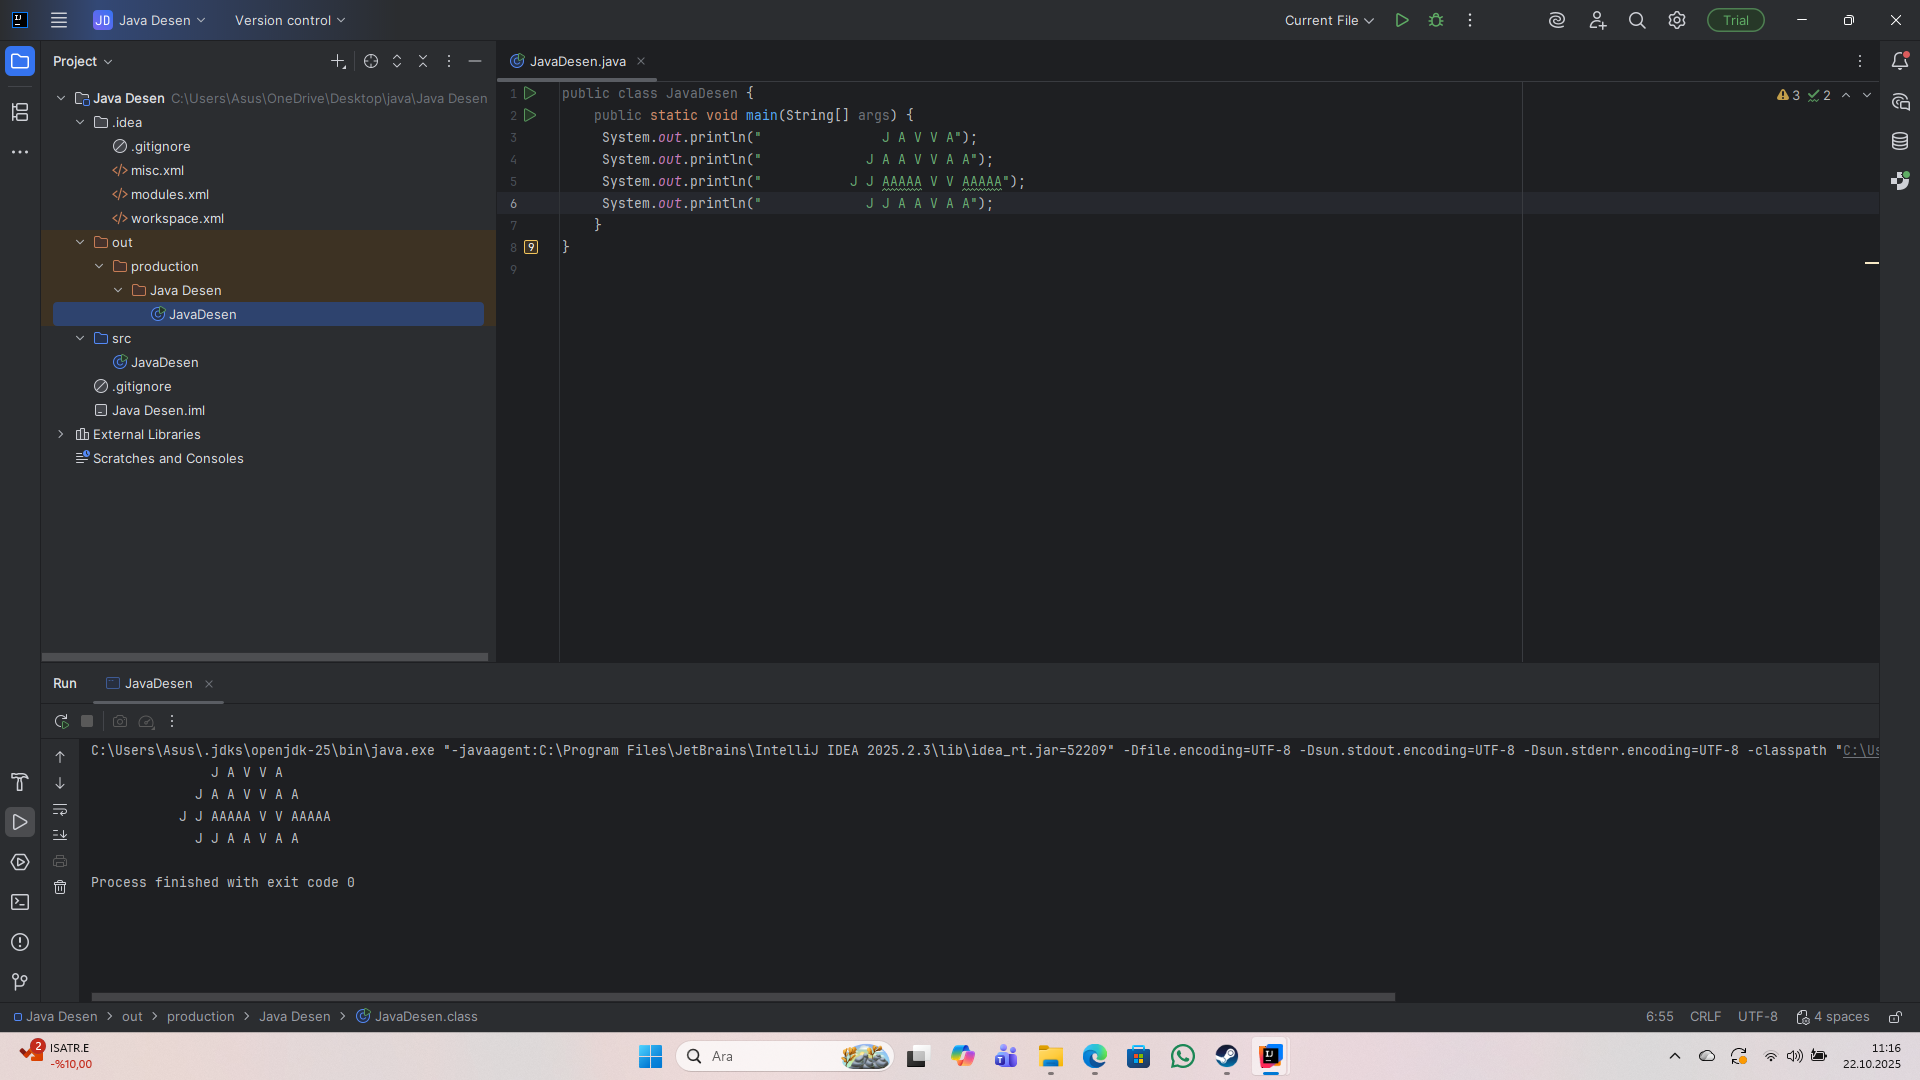 JD Java Desen Version control Current File Trial
Project
Java Desen C:\Users\Asus\OneDrive\Desktop\java\Java Desen
.idea
.gitignore
misc.xml
modules.xml
workspace.xml
out
production
Java Desen
JavaDesen
src
JavaDesen
.gitignore
Java Desen.iml
External Libraries
Scratches and Consoles
JavaDesen.java
3 2
1 public class JavaDesen {
2 public static void main(String[] args) {
3 System.out.println("               J A V V A");
4 System.out.println("             J A A V V A A");
5 System.out.println("           J J AAAAA V V AAAAA");
6 System.out.println("             J J A A V A A");
7 }
8 }
9
Run JavaDesen
C:\Users\Asus\.jdks\openjdk-25\bin\java.exe "-javaagent:C:\Program Files\JetBrains\IntelliJ IDEA 2025.2.3\lib\idea_rt.jar=52209" -Dfile.encoding=UTF-8 -Dsun.stdout.encoding=UTF-8 -Dsun.stderr.encoding=UTF-8 -classpath "C:\Us
               J A V V A
             J A A V V A A
           J J AAAAA V V AAAAA
             J J A A V A A
Process finished with exit code 0
Java Desen out production Java Desen JavaDesen.class 6:55 CRLF UTF-8 4 spaces
2 ISATR.E
-%10,00
Ara
11:16
22.10.2025